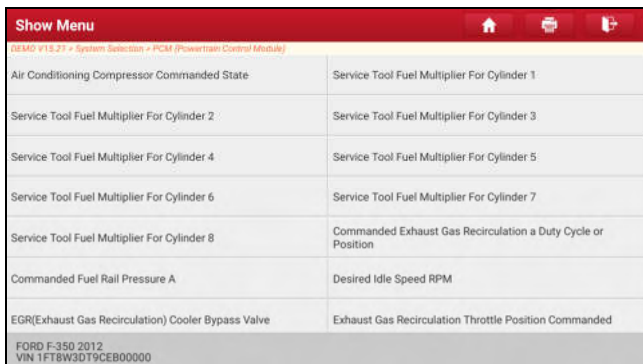 Show Menu
DEMO V15.21 > System Selection > PCM (Powertrain Control Module)
Air Conditioning Compressor Commanded State
Service Tool Fuel Multiplier For Cylinder 1
Service Tool Fuel Multiplier For Cylinder 2
Service Tool Fuel Multiplier For Cylinder 3
Service Tool Fuel Multiplier For Cylinder 4
Service Tool Fuel Multiplier For Cylinder 5
Service Tool Fuel Multiplier For Cylinder 6
Service Tool Fuel Multiplier For Cylinder 7
Service Tool Fuel Multiplier For Cylinder 8
Commanded Exhaust Gas Recirculation a Duty Cycle or
Position
Commanded Fuel Rail Pressure A
Desired Idle Speed RPM
EGR(Exhaust Gas Recirculation) Cooler Bypass Valve
Exhaust Gas Recirculation Throttle Position Commanded
FORD F-350 2012
VIN 1FT8W3DT9CEB00000